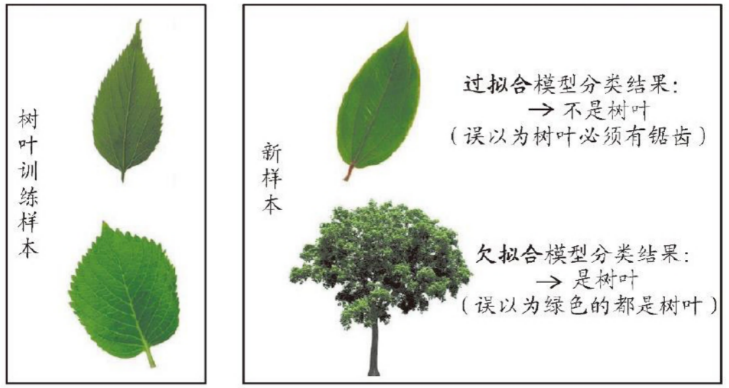 树叶训练样本
新样本
过拟合模型分类结果:
→ 不是树叶
(误以为树叶必须有锯齿)
欠拟合模型分类结果:
→ 是树叶
(误以为绿色的都是树叶)